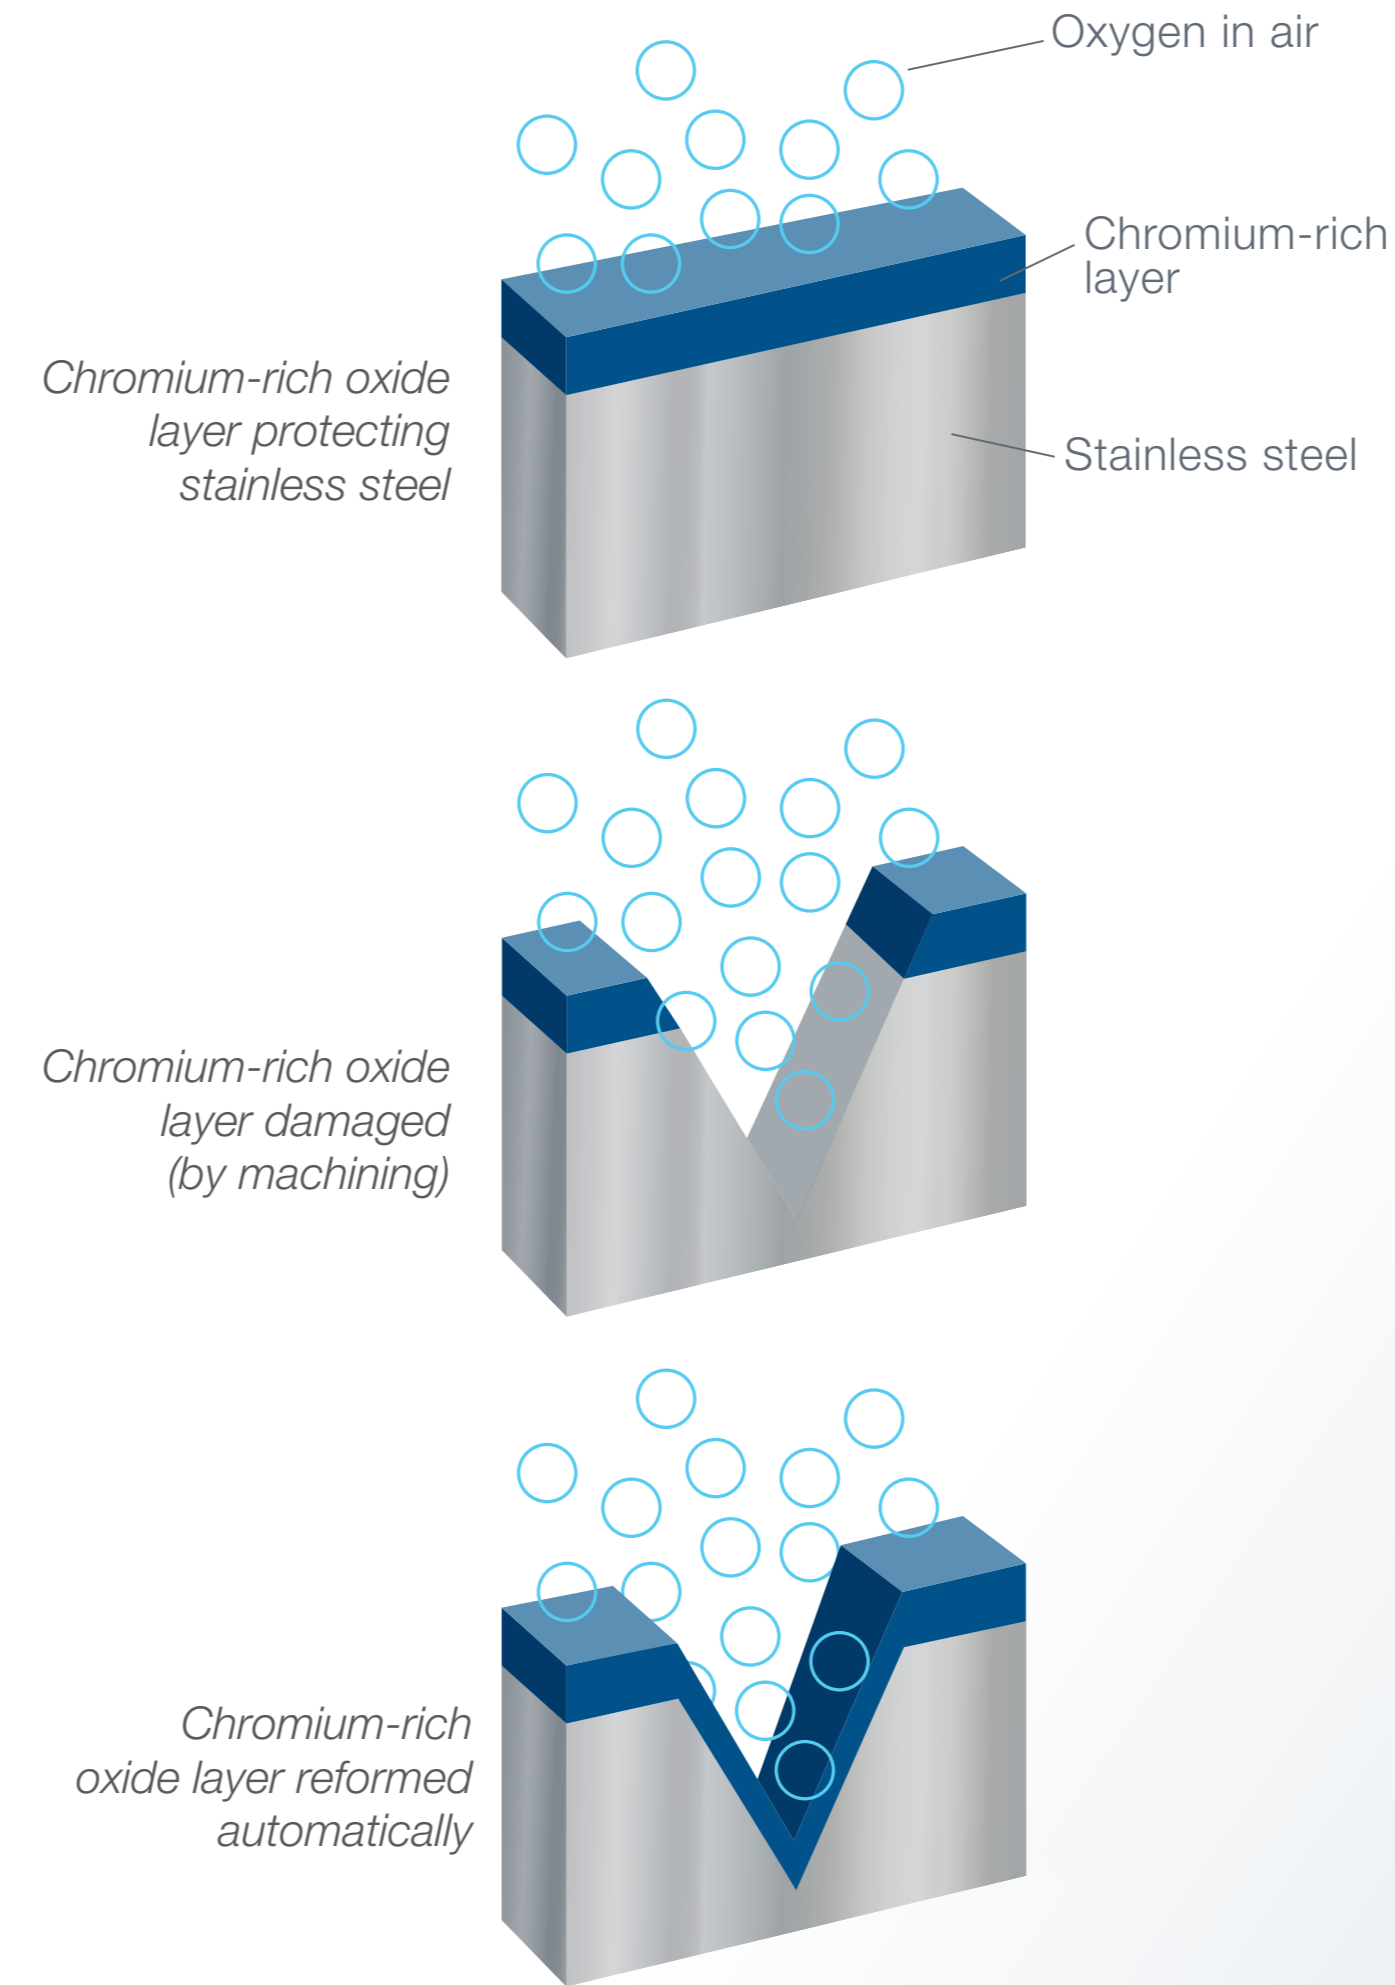 Oxygen in air
Chromium-rich
layer
Chromium-rich oxide
layer protecting
stainless steel
Stainless steel
Chromium-rich oxide
layer damaged
(by machining)
Chromium-rich
oxide layer reformed
automatically